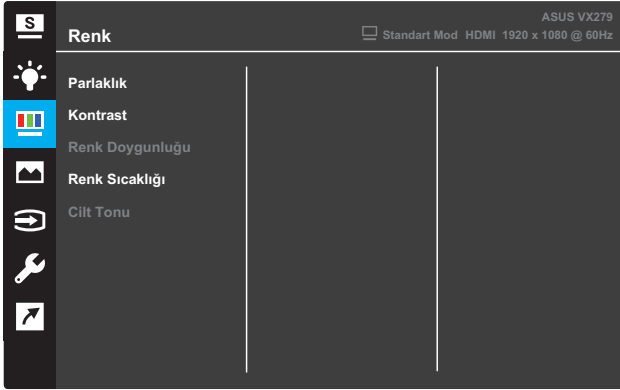 S
ASUS VX279
Renk
Standart Mod HDMI 1920 x 1080 @ 60Hz
Parlaklık
Kontrast
Renk Doygunluğu
Renk Sıcaklığı
Cilt Tonu